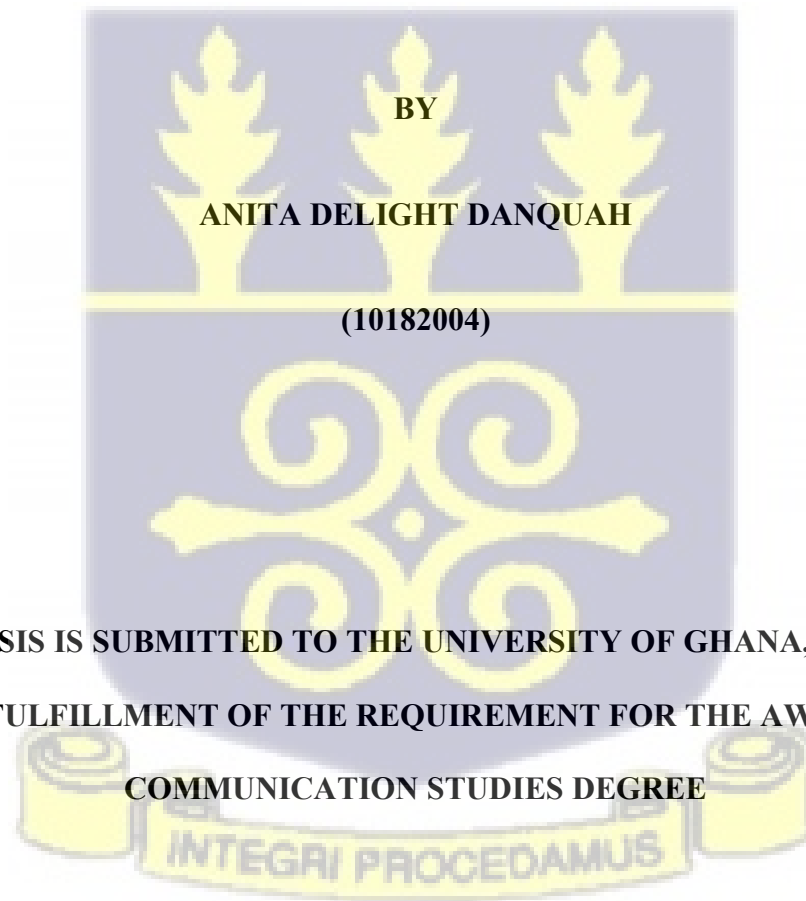 BY
ANITA DELIGHT DANQUAH
(10182004)
SIS IS SUBMITTED TO THE UNIVERSITY OF GHANA,
FULFILLMENT OF THE REQUIREMENT FOR THE AW
COMMUNICATION STUDIES DEGREE
INTEGRI PROCEDAMUS